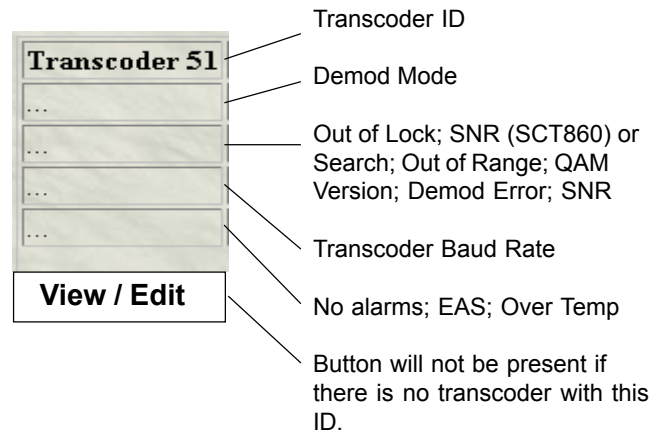 Transcoder ID
Transcoder 51
Demod Mode
...
Out of Lock; SNR (SCT860) or
Search; Out of Range; QAM
Version; Demod Error; SNR
...
Transcoder Baud Rate
...
No alarms; EAS; Over Temp
...
View / Edit
Button will not be present if
there is no transcoder with this
ID.